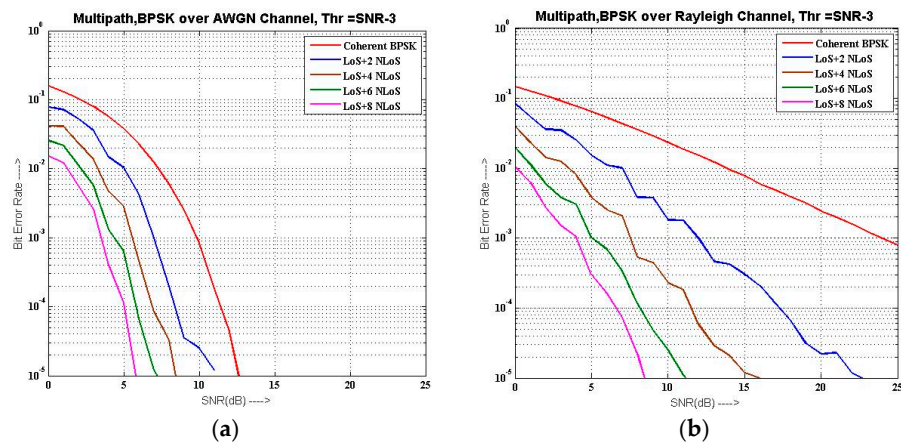 Multipath,BPSK over AWGN Channel, Thr =SNR-3
10^0
10^-1
10^-2
10^-3
10^-4
10^-5
Bit Error Rate ---->
Coherent BPSK
LoS+2 NLoS
LoS+4 NLoS
LoS+6 NLoS
LoS+8 NLoS
0 5 10 15 20 25
SNR(dB) ---->
(a)
Multipath,BPSK over Rayleigh Channel, Thr =SNR-3
10^0
10^-1
10^-2
10^-3
10^-4
10^-5
Bit Error Rate ---->
Coherent BPSK
LoS+2 NLoS
LoS+4 NLoS
LoS+6 NLoS
LoS+8 NLoS
0 5 10 15 20 25
SNR(dB) ---->
(b)